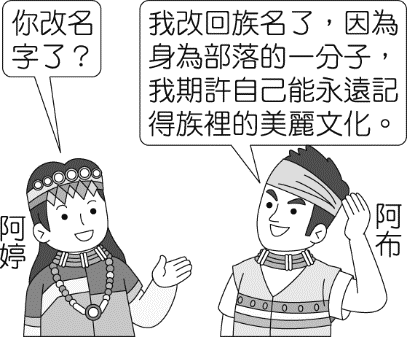 你改名
字了？
我改回族名了，因為
身為部落的一分子，
我期許自己能永遠記
得族裡的美麗文化。
阿婷
阿布